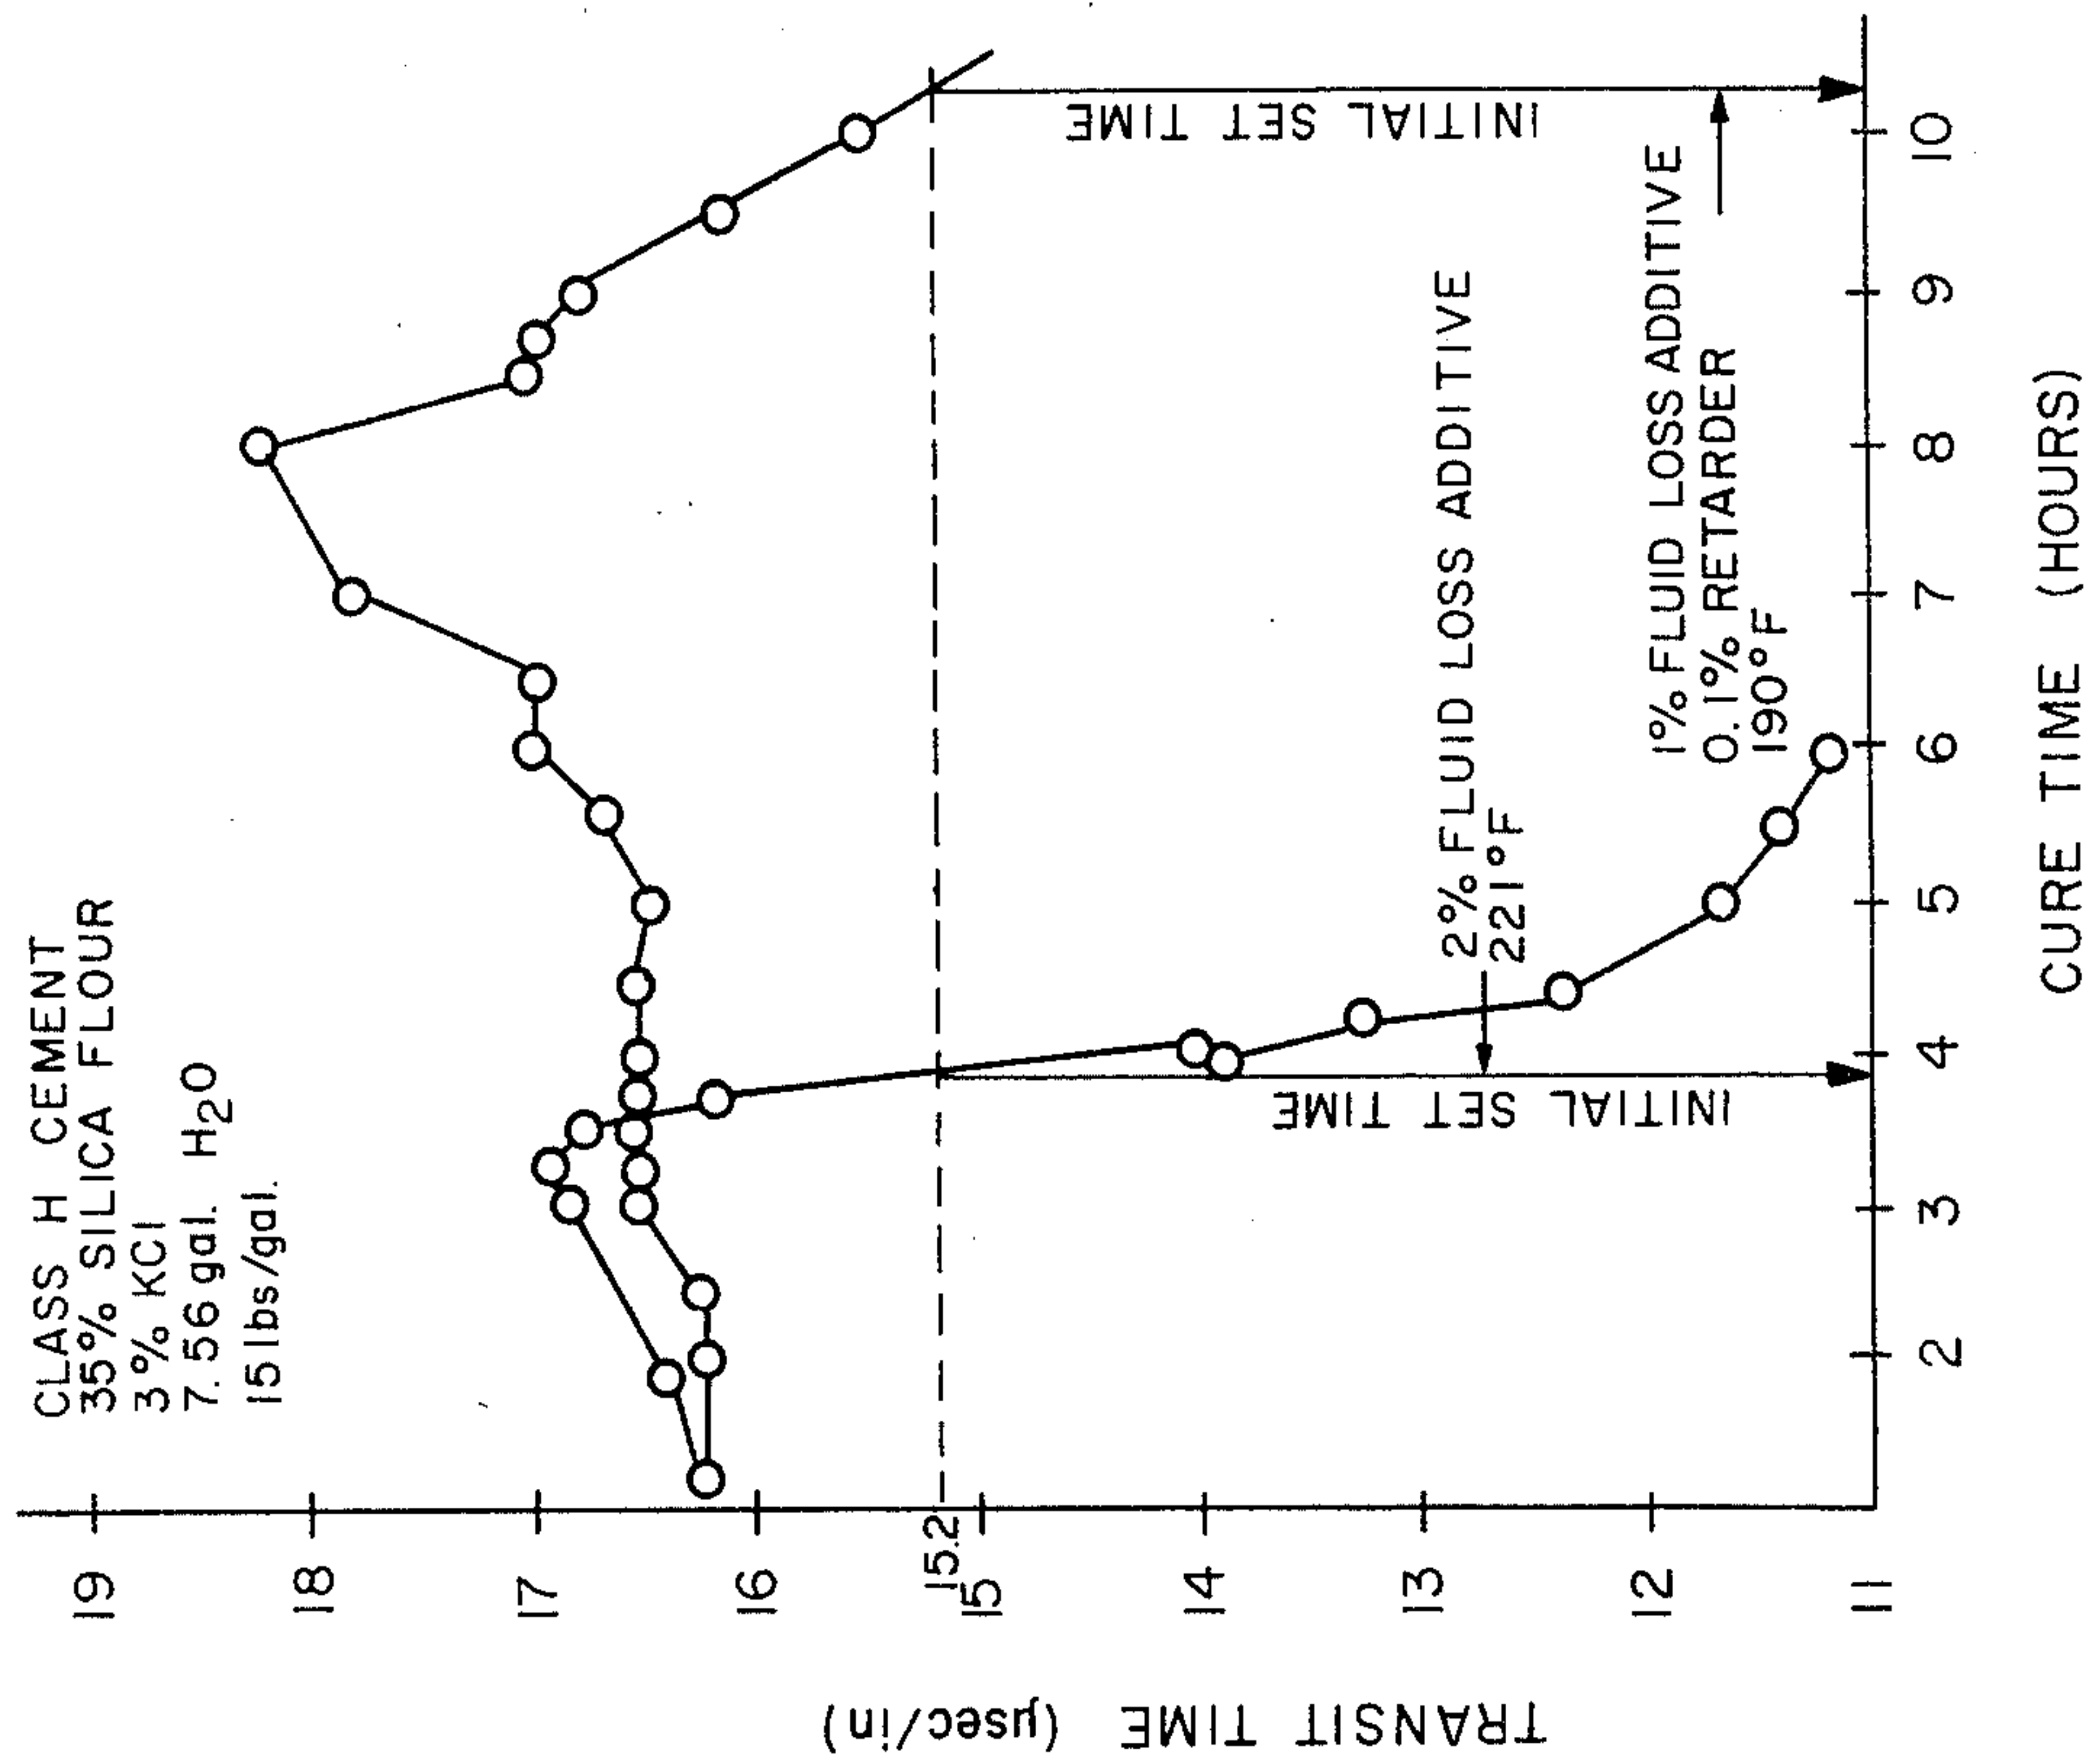 CLASS H CEMENT
35% SILICA FLOUR
3% KCl
7.56 gal. H₂O
15 lbs/gal.
TRANSIT TIME (µsec/in)
19
18
17
16
15.2
15
14
13
12
11
INITIAL SET TIME
2% FLUID LOSS ADDITIVE
221°F
INITIAL SET TIME
1% FLUID LOSS ADDITIVE
0.1% RETARDER
190°F
2 3 4 5 6 7 8 9 10
CURE TIME (HOURS)